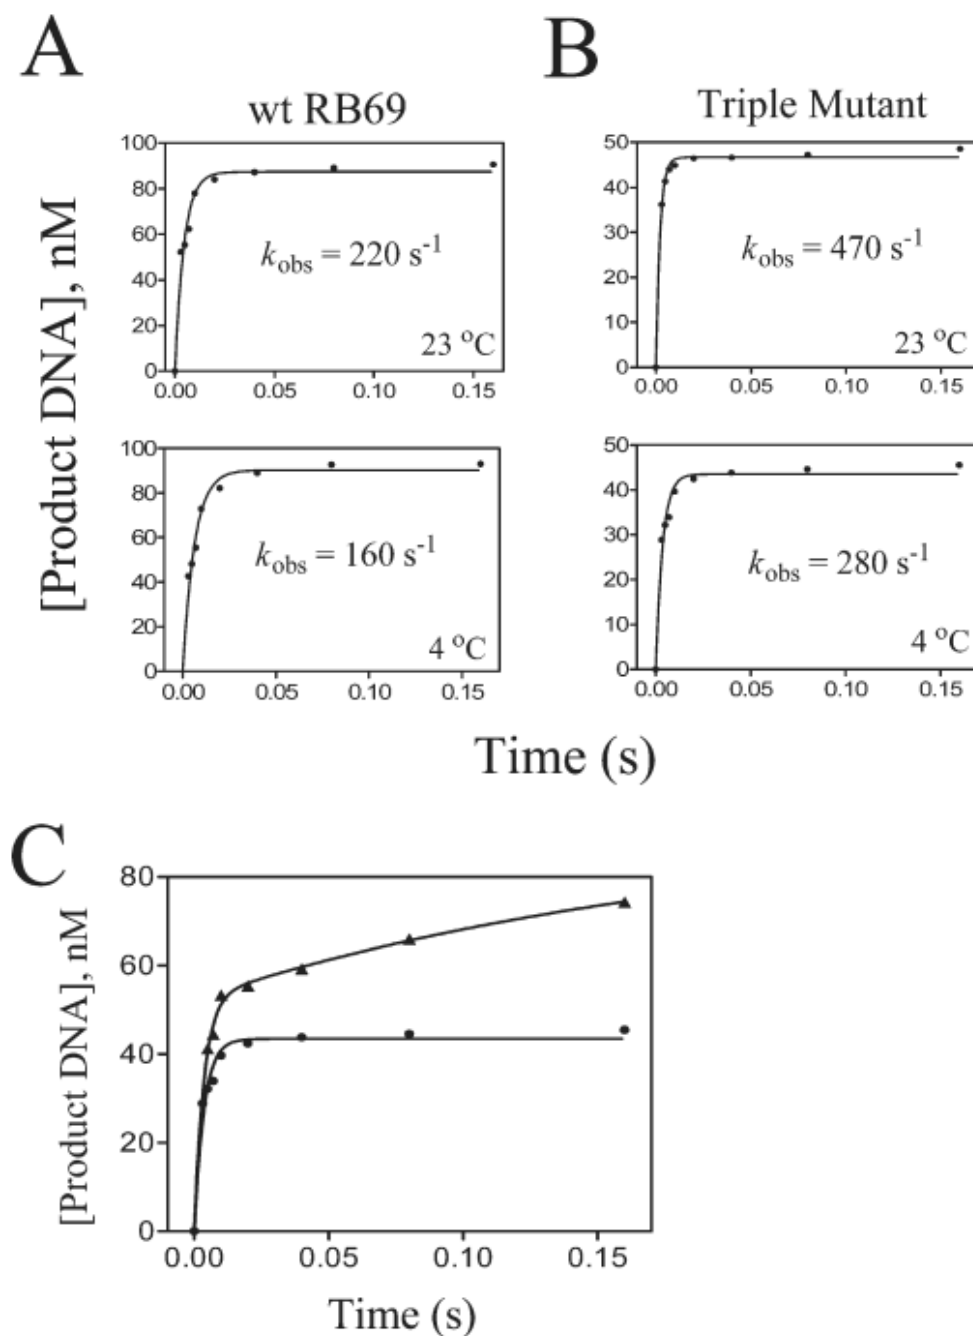 A
B
wt RB69
Triple Mutant
[Product DNA], nM
100
80
60
40
20
0
k_obs = 220 s⁻¹
23 °C
0.00 0.05 0.10 0.15
50
40
30
20
10
0
k_obs = 470 s⁻¹
23 °C
0.00 0.05 0.10 0.15
100
80
60
40
20
0
k_obs = 160 s⁻¹
4 °C
0.00 0.05 0.10 0.15
50
40
30
20
10
0
k_obs = 280 s⁻¹
4 °C
0.00 0.05 0.10 0.15
Time (s)
C
[Product DNA], nM
80
60
40
20
0
0.00 0.05 0.10 0.15
Time (s)